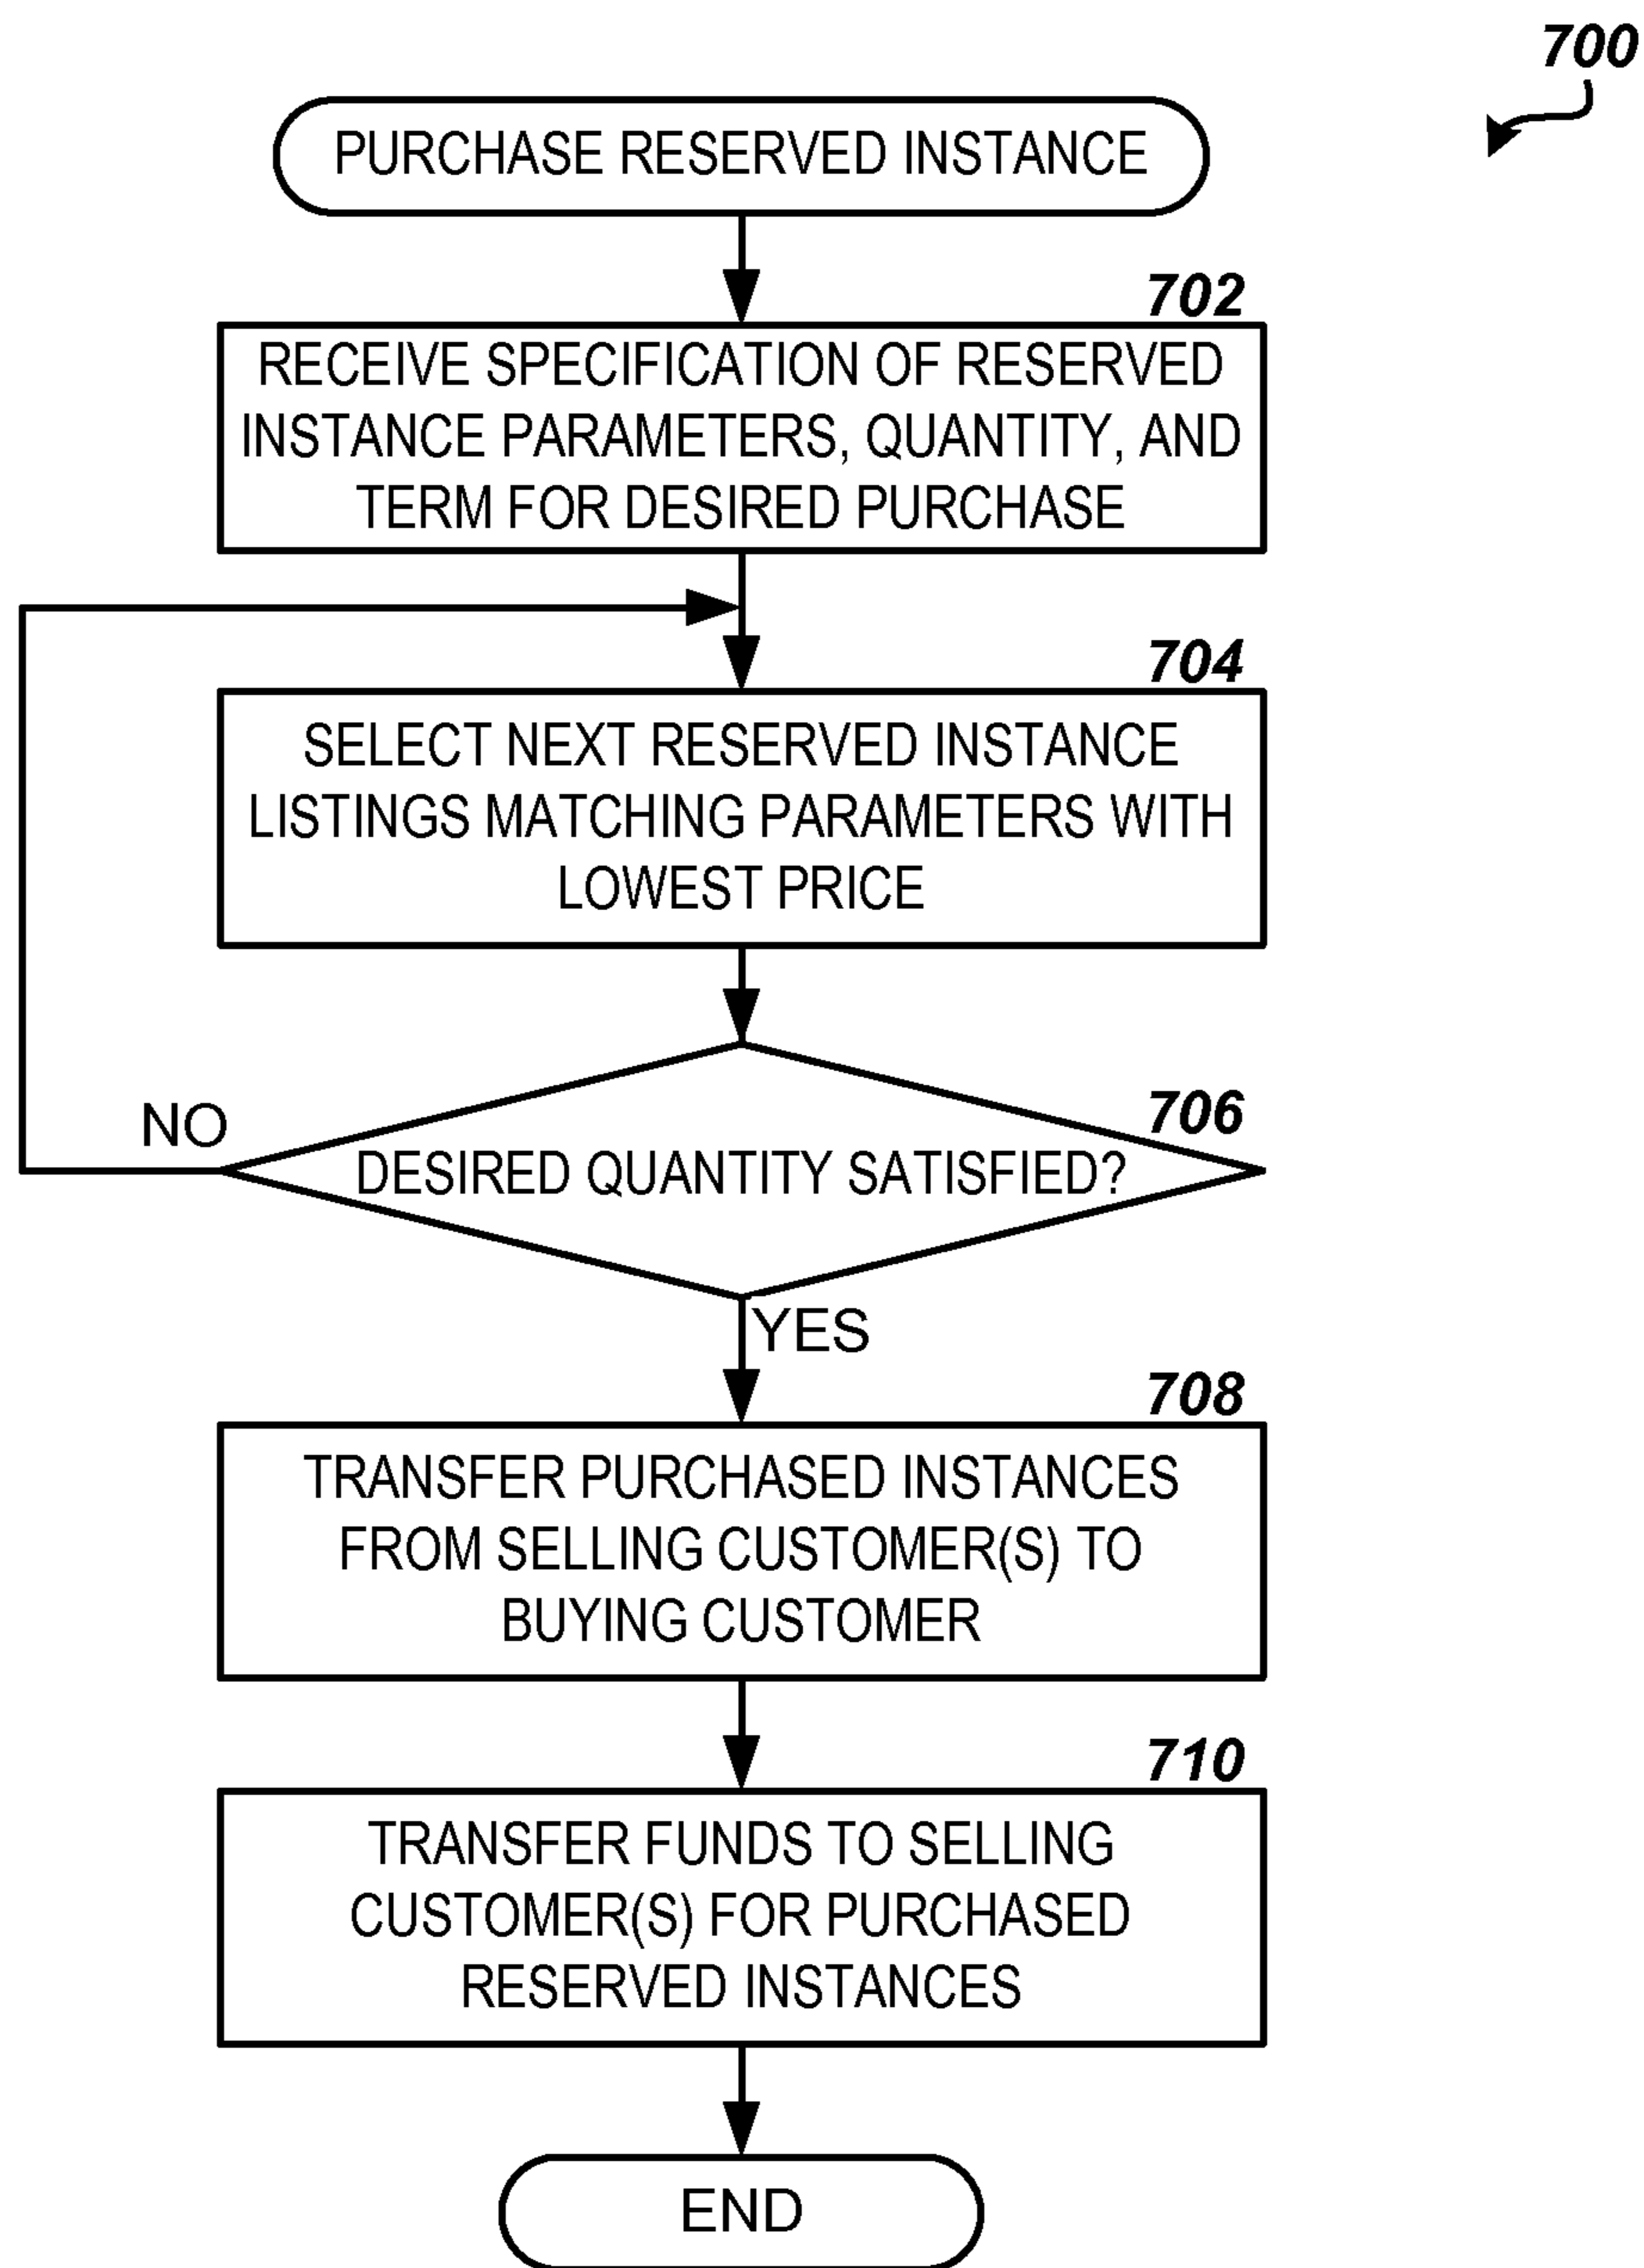 700
PURCHASE RESERVED INSTANCE
702
RECEIVE SPECIFICATION OF RESERVED
INSTANCE PARAMETERS, QUANTITY, AND
TERM FOR DESIRED PURCHASE
704
SELECT NEXT RESERVED INSTANCE
LISTINGS MATCHING PARAMETERS WITH
LOWEST PRICE
706
NO
DESIRED QUANTITY SATISFIED?
YES
708
TRANSFER PURCHASED INSTANCES
FROM SELLING CUSTOMER(S) TO
BUYING CUSTOMER
710
TRANSFER FUNDS TO SELLING
CUSTOMER(S) FOR PURCHASED
RESERVED INSTANCES
END